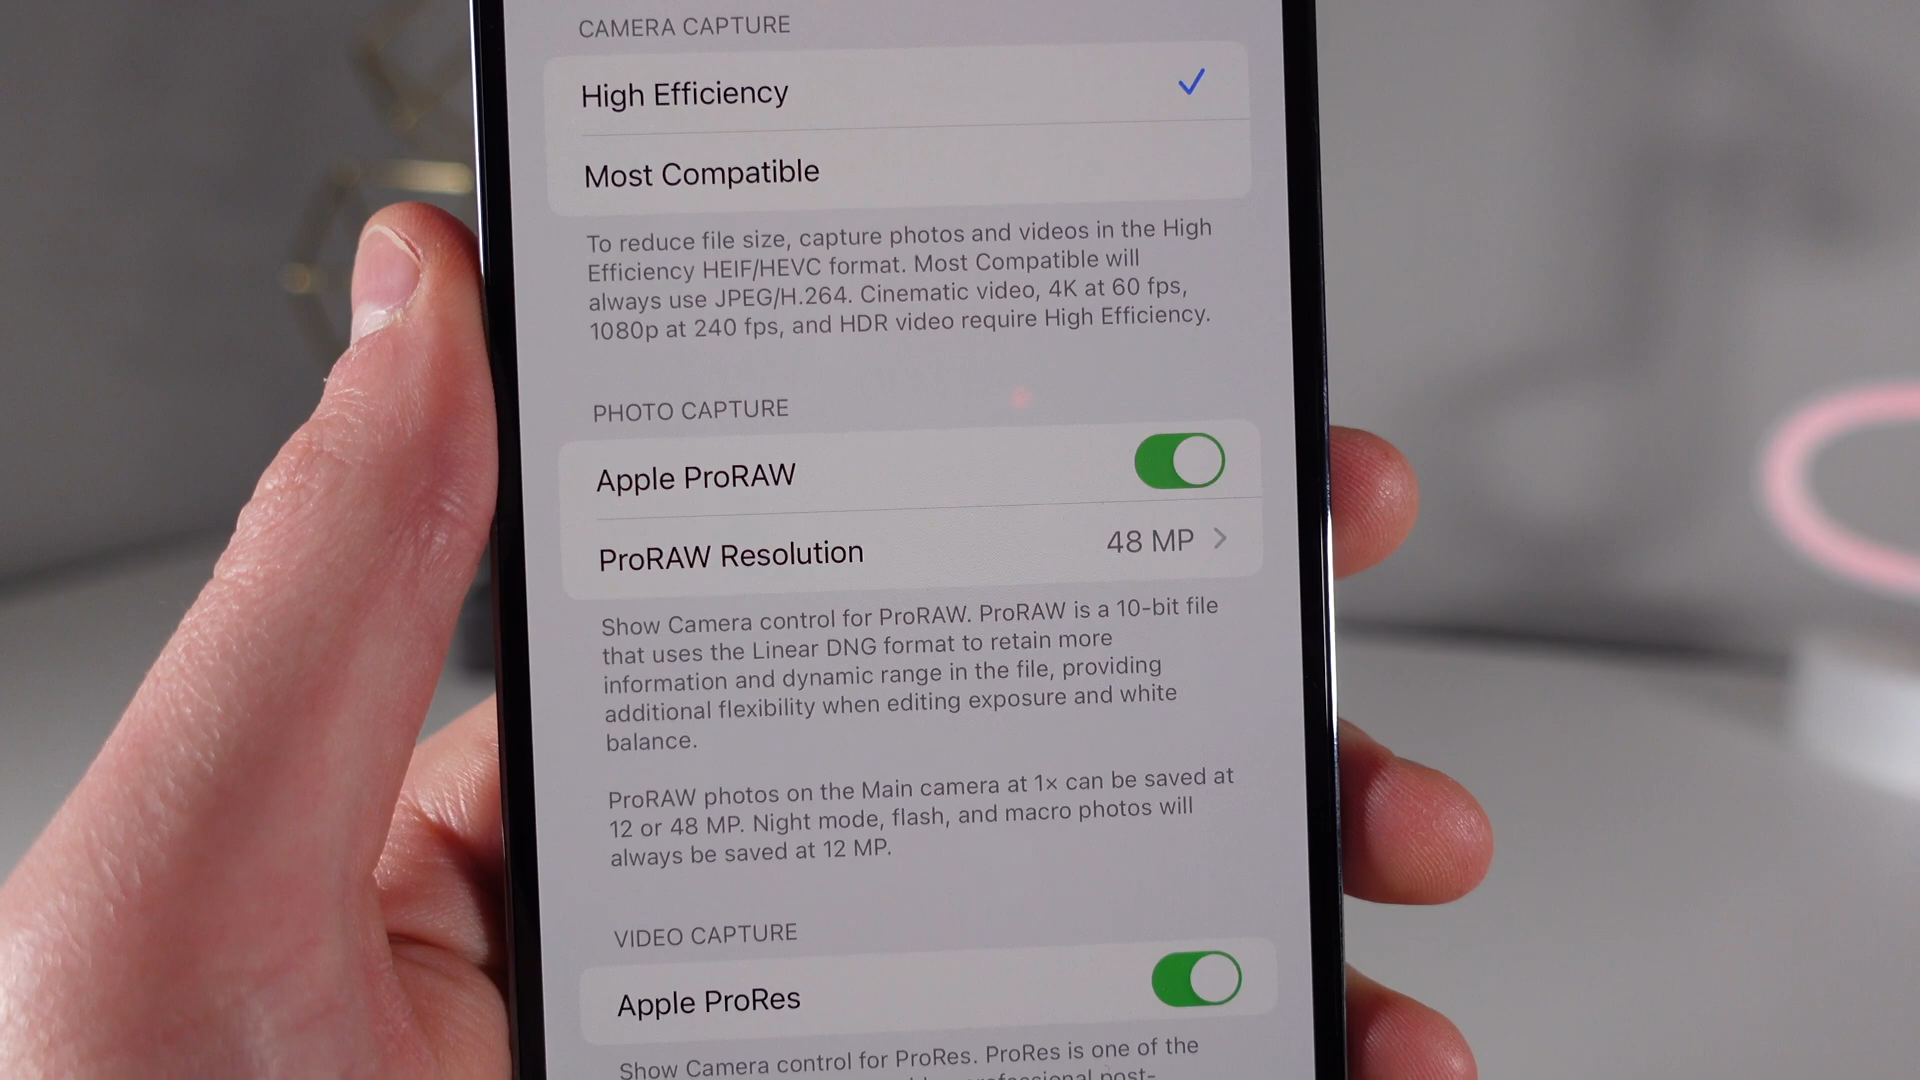 CAMERA CAPTURE
High Efficiency
Most Compatible
To reduce file size, capture photos and videos in the High
Efficiency HEIF/HEVC format. Most Compatible will
always use JPEG/H.264. Cinematic video, 4K at 60 fps,
1080p at 240 fps, and HDR video require High Efficiency.
PHOTO CAPTURE
Apple ProRAW
ProRAW Resolution 48 MP
Show Camera control for ProRAW. ProRAW is a 10-bit file
that uses the Linear DNG format to retain more
information and dynamic range in the file, providing
additional flexibility when editing exposure and white
balance.
ProRAW photos on the Main camera at 1× can be saved at
12 or 48 MP. Night mode, flash, and macro photos will
always be saved at 12 MP.
VIDEO CAPTURE
Apple ProRes
Show Camera control for ProRes. ProRes is one of the
professional post-